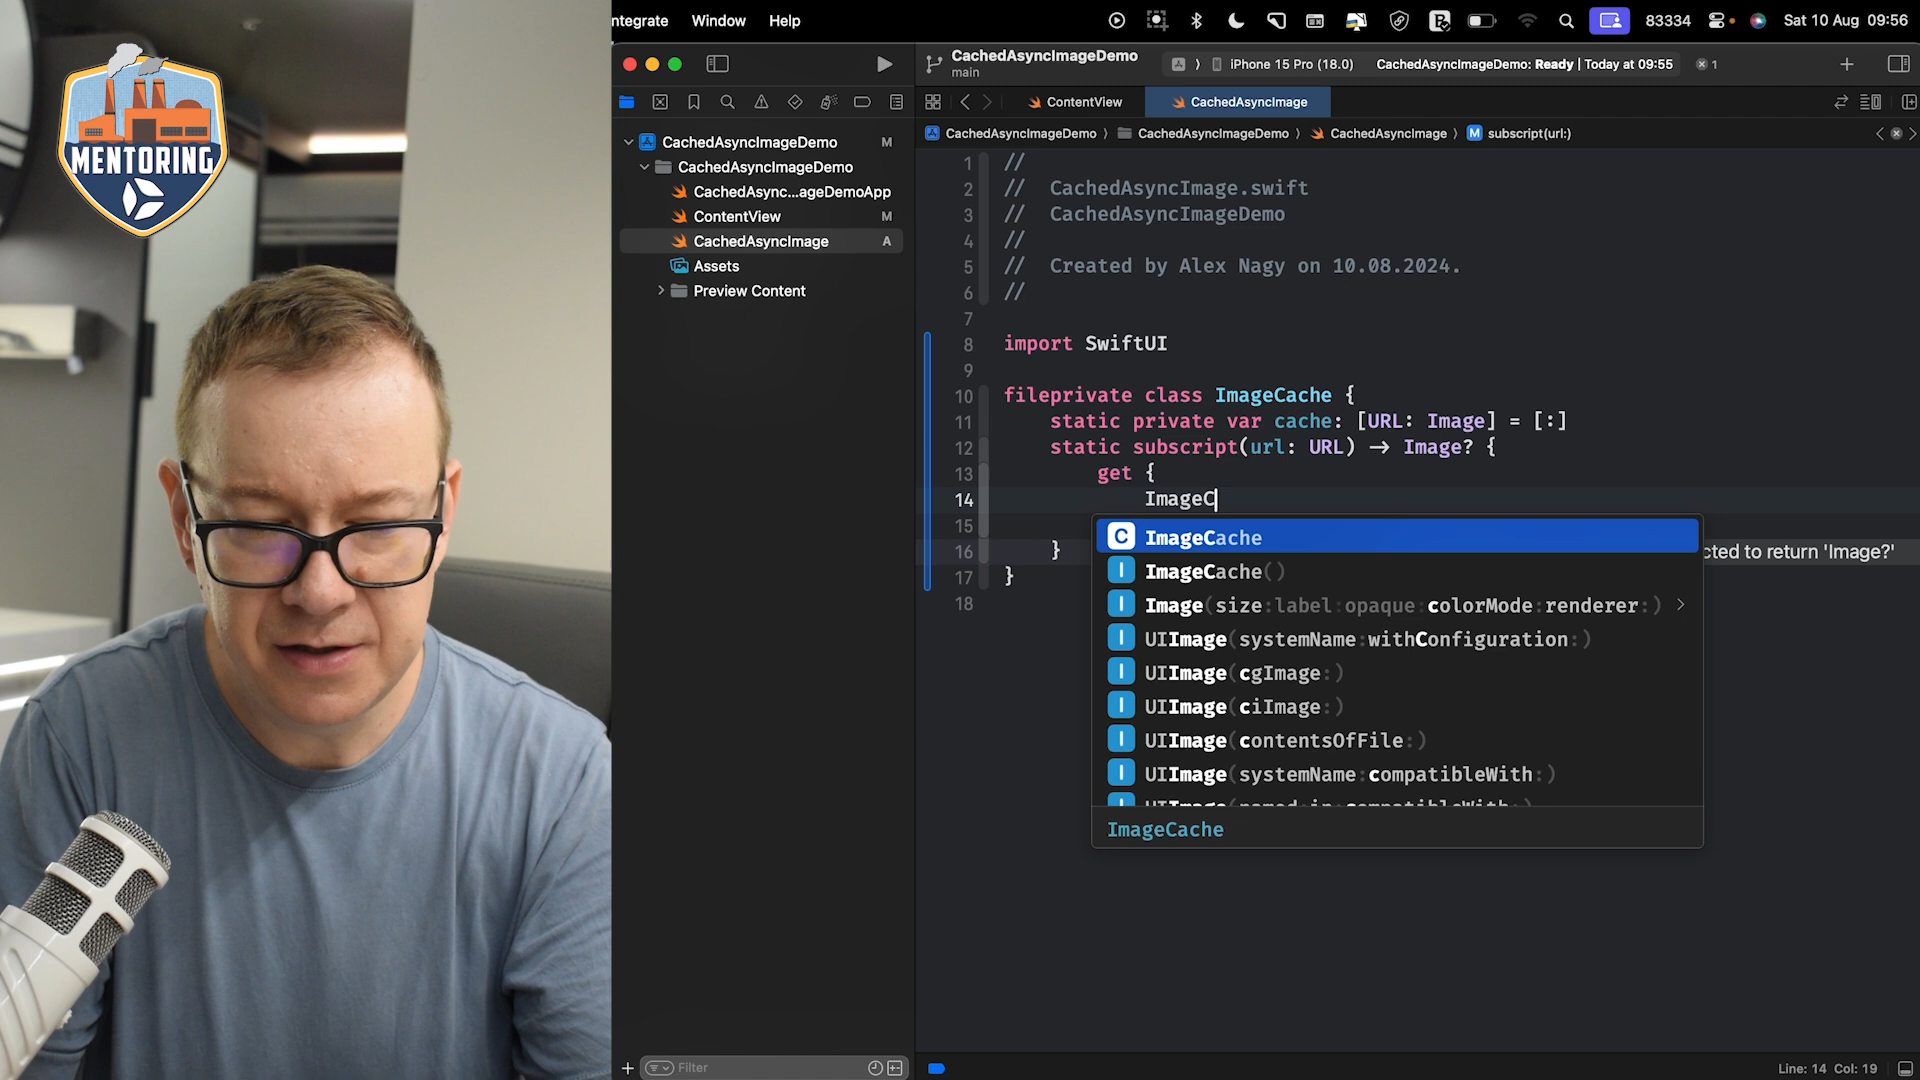 MENTORING
ntegrate Window Help
83334 Sat 10 Aug 09:56
CachedAsyncImageDemo
main
iPhone 15 Pro (18.0) CachedAsyncImageDemo: Ready | Today at 09:55 1
ContentView CachedAsyncImage
CachedAsyncImageDemo CachedAsyncImageDemo CachedAsyncImage M subscript(url:)
CachedAsyncImageDemo M
CachedAsyncImageDemo
CachedAsync...ageDemoApp
ContentView M
CachedAsyncImage A
Assets
Preview Content
1 //
2 // CachedAsyncImage.swift
3 // CachedAsyncImageDemo
4 //
5 // Created by Alex Nagy on 10.08.2024.
6 //
7
8 import SwiftUI
9
10 fileprivate class ImageCache {
11 static private var cache: [URL: Image] = [:]
12 static subscript(url: URL) → Image? {
13 get {
14 ImageC
15
16 } cted to return 'Image?'
17 }
18
C ImageCache
I ImageCache()
I Image(size:label:opaque:colorMode:renderer:)
I UIImage(systemName:withConfiguration:)
I UIImage(cgImage:)
I UIImage(ciImage:)
I UIImage(contentsOfFile:)
I UIImage(systemName:compatibleWith:)
I UIImage(named:in:compatibleWith:)
ImageCache
Filter
Line: 14 Col: 19